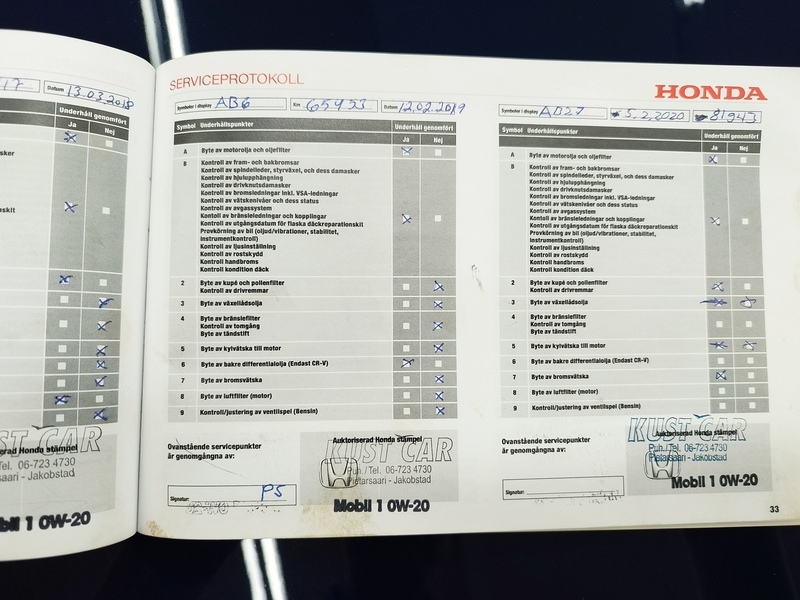 17
Datum 13.03.2018
Underhåll genomfört
Ja
Nej
Auktoriserad Honda stämpel
KUST CAR
Tel. 06-723 4730
saari - Jakobstad
Mobil 1 0W-20
SERVICEPROTOKOLL
Symboler i display AB6
Km 65953
Datum 12.02.2019
Symbol Underhållspunkter
Underhåll genomfört
Ja Nej
A Byte av motorolja och oljefilter
B Kontroll av fram- och bakbromsar
Kontroll av spindelleder, styrväxel, och dess damasker
Kontroll av hjulupphängning
Kontroll av drivknutsdamasker
Kontroll av bromsledningar inkl. VSA-ledningar
Kontroll av vätskenivåer och dess status
Kontroll av avgassystem
Kontoll av bränsleledningar och kopplingar
Kontroll av utgångsdatum för flaska däckreparationskit
Provkörning av bil (oljud/vibrationer, stabilitet,
instrumentkontroll)
Kontroll av ljusinställning
Kontroll av rostskydd
Kontroll handbroms
Kontroll kondition däck
2 Byte av kupé och pollenfilter
Kontroll av drivremmar
3 Byte av växellådsolja
4 Byte av bränslefilter
Kontroll av tomgång
Byte av tändstift
5 Byte av kylvätska till motor
6 Byte av bakre differentialolja (Endast CR-V)
7 Byte av bromsvätska
8 Byte av luftfilter (motor)
9 Kontroll/justering av ventilspel (Bensin)
Ovanstående servicepunkter
är genomgångna av:
Auktoriserad Honda stämpel
KUST CAR
Puh./Tel. 06-723 4730
Pietarsaari - Jakobstad
Signatur: PS
Mobil 1 0W-20
HONDA
Symboler i display AB27
5.2.2020
81943
Symbol Underhållspunkter
Underhåll genomfört
Ja Nej
A Byte av motorolja och oljefilter
B Kontroll av fram- och bakbromsar
Kontroll av spindelleder, styrväxel, och dess damasker
Kontroll av hjulupphängning
Kontroll av drivknutsdamasker
Kontroll av bromsledningar inkl. VSA-ledningar
Kontroll av vätskenivåer och dess status
Kontroll av avgassystem
Kontoll av bränsleledningar och kopplingar
Kontroll av utgångsdatum för flaska däckreparationskit
Provkörning av bil (oljud/vibrationer, stabilitet,
instrumentkontroll)
Kontroll av ljusinställning
Kontroll av rostskydd
Kontroll handbroms
Kontroll kondition däck
2 Byte av kupé och pollenfilter
Kontroll av drivremmar
3 Byte av växellådsolja
4 Byte av bränslefilter
Kontroll av tomgång
Byte av tändstift
5 Byte av kylvätska till motor
6 Byte av bakre differentialolja (Endast CR-V)
7 Byte av bromsvätska
8 Byte av luftfilter (motor)
9 Kontroll/justering av ventilspel (Bensin)
Ovanstående servicepunkter
är genomgångna av:
Auktoriserad Honda stämpel
KUST CAR
Puh./Tel. 06-723 4730
Pietarsaari - Jakobstad
Signatur:
Mobil 1 0W-20
33